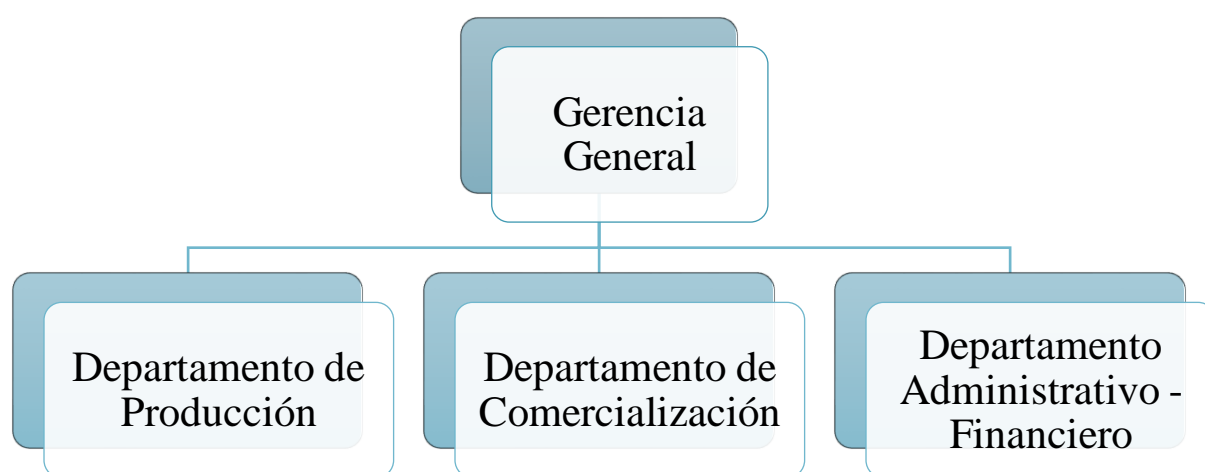 Gerencia
General
Departamento de
Producción
Departamento de
Comercialización
Departamento
Administrativo -
Financiero